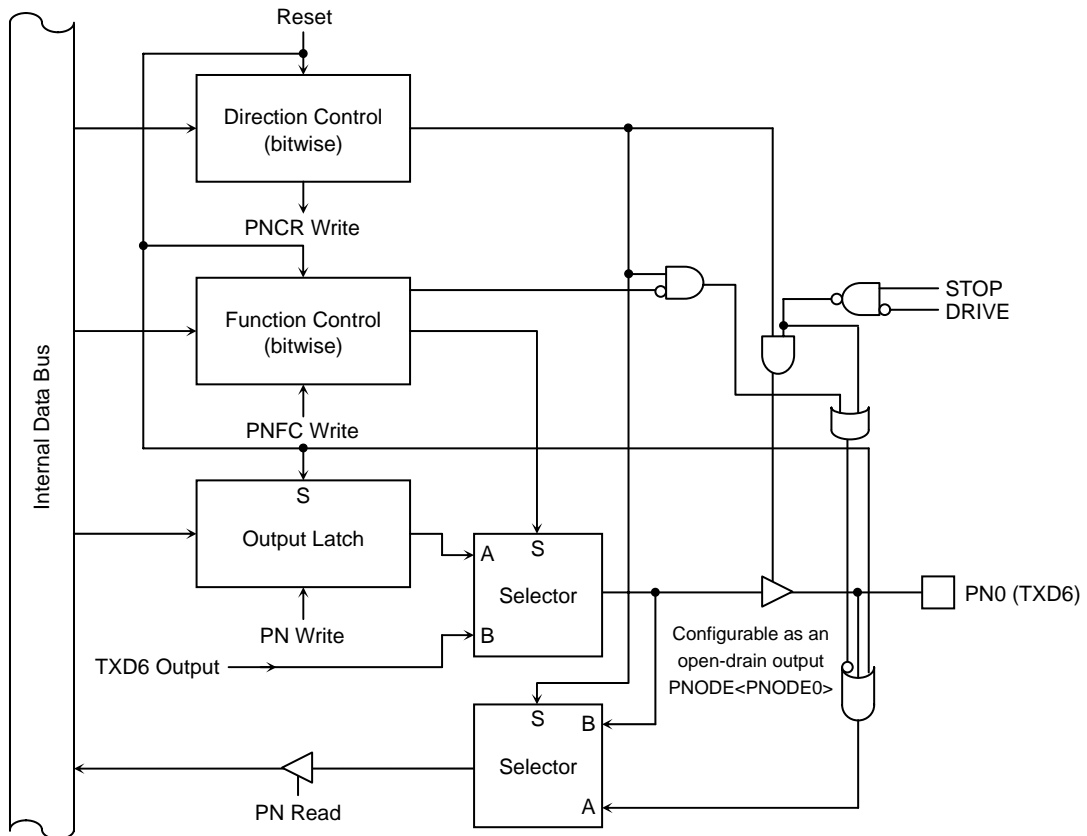 Reset
Internal Data Bus
Direction Control
(bitwise)
PNCR Write
Function Control
(bitwise)
PNFC Write
STOP
DRIVE
S
Output Latch
PN Write
TXD6 Output
A
S
Selector
B
PN0 (TXD6)
Configurable as an
open-drain output
PNODE<PNODE0>
S
B
Selector
A
PN Read